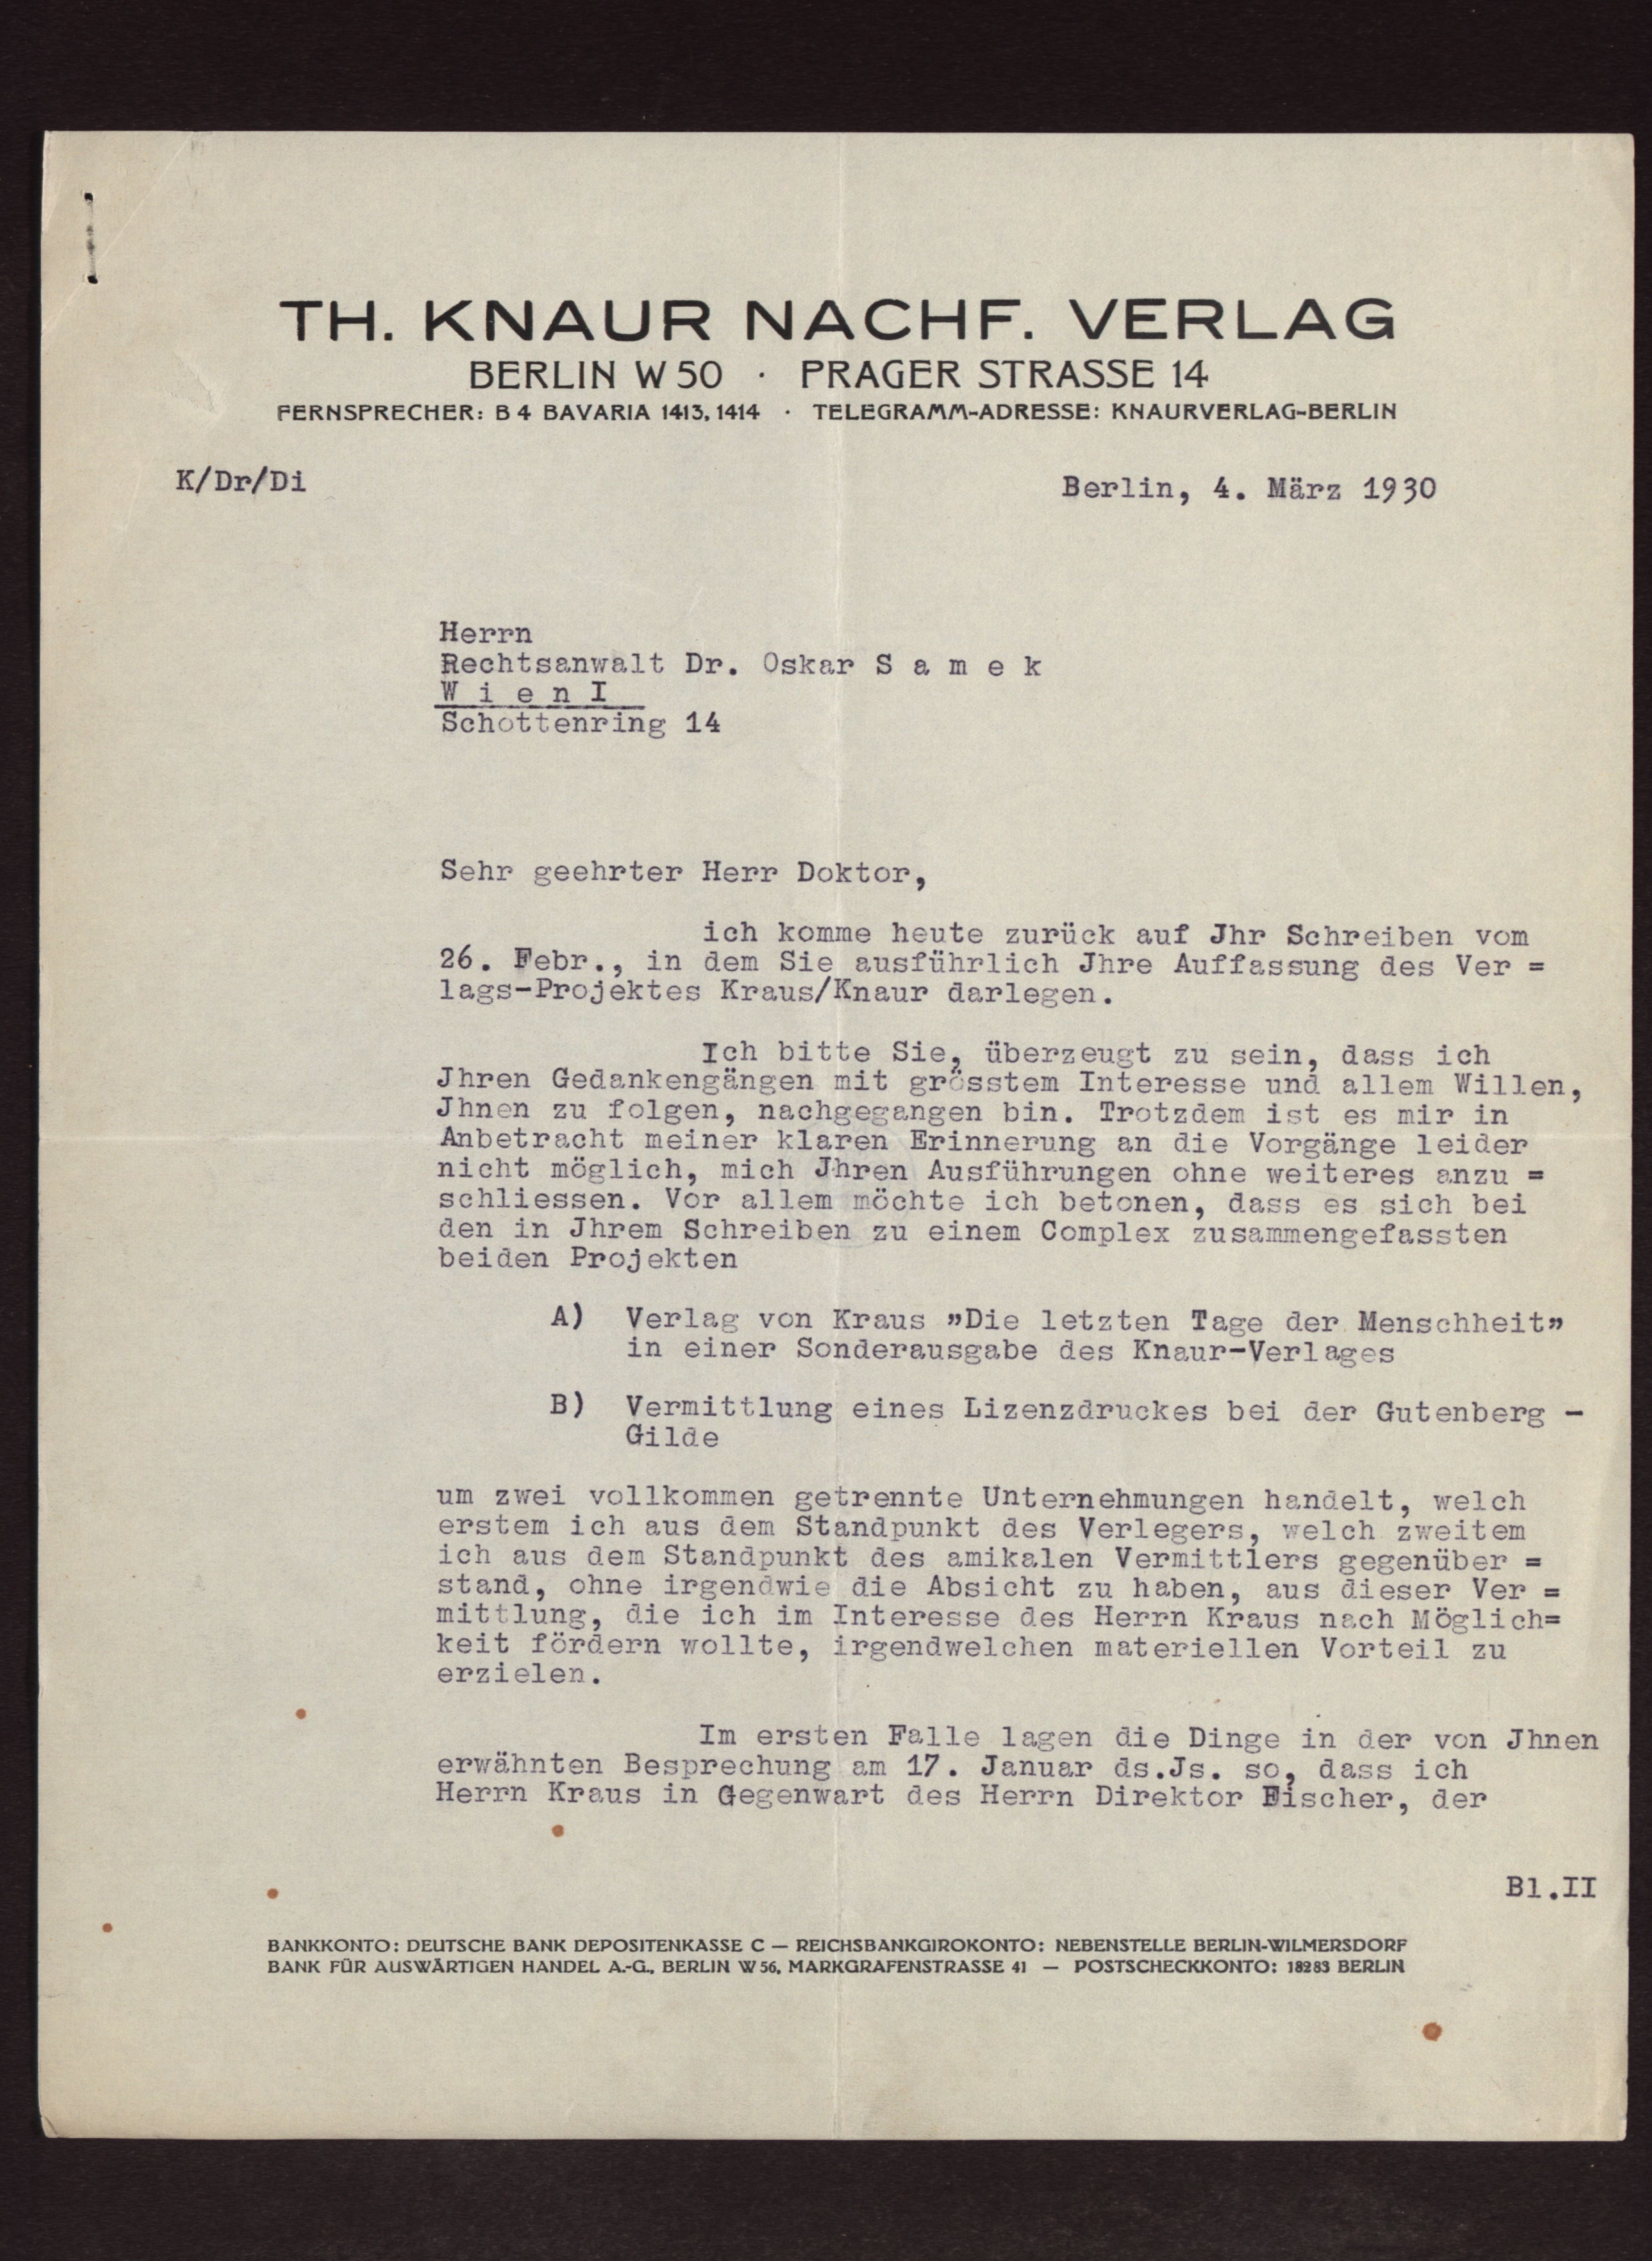 TH. KNAUR NACHF. VERLAG
BERLIN W 50 · PRAGER STRASSE 14
FERNSPRECHER: B 4 BAVARIA 1413, 1414 · TELEGRAMM-ADRESSE: KNAURVERLAG-BERLIN
K/Dr/Di
Berlin, 4. März 1930
Herrn
Rechtsanwalt Dr. Oskar S a m e k
W i e n I
Schottenring 14
Sehr geehrter Herr Doktor,
ich komme heute zurück auf Jhr Schreiben vom
26. Febr., in dem Sie ausführlich Jhre Auffassung des Ver =
lags-Projektes Kraus/Knaur darlegen.
Ich bitte Sie, überzeugt zu sein, dass ich
Jhren Gedankengängen mit grösstem Interesse und allem Willen,
Jhnen zu folgen, nachgegangen bin. Trotzdem ist es mir in
Anbetracht meiner klaren Erinnerung an die Vorgänge leider
nicht möglich, mich Jhren Ausführungen ohne weiteres anzu =
schliessen. Vor allem möchte ich betonen, dass es sich bei
den in Jhrem Schreiben zu einem Complex zusammengefassten
beiden Projekten
A) Verlag von Kraus "Die letzten Tage der Menschheit"
in einer Sonderausgabe des Knaur-Verlages
B) Vermittlung eines Lizenzdruckes bei der Gutenberg -
Gilde
um zwei vollkommen getrennte Unternehmungen handelt, welch
erstem ich aus dem Standpunkt des Verlegers, welch zweitem
ich aus dem Standpunkt des amikalen Vermittlers gegenüber =
stand, ohne irgendwie die Absicht zu haben, aus dieser Ver =
mittlung, die ich im Interesse des Herrn Kraus nach Möglich=
keit fördern wollte, irgendwelchen materiellen Vorteil zu
erzielen.
Im ersten Falle lagen die Dinge in der von Jhnen
erwähnten Besprechung am 17. Januar ds.Js. so, dass ich
Herrn Kraus in Gegenwart des Herrn Direktor Fischer, der
Bl.II
BANKKONTO: DEUTSCHE BANK DEPOSITENKASSE C — REICHSBANKGIROKONTO: NEBENSTELLE BERLIN-WILMERSDORF
BANK FÜR AUSWÄRTIGEN HANDEL A.-G., BERLIN W 56, MARKGRAFENSTRASSE 41 — POSTSCHECKKONTO: 18283 BERLIN